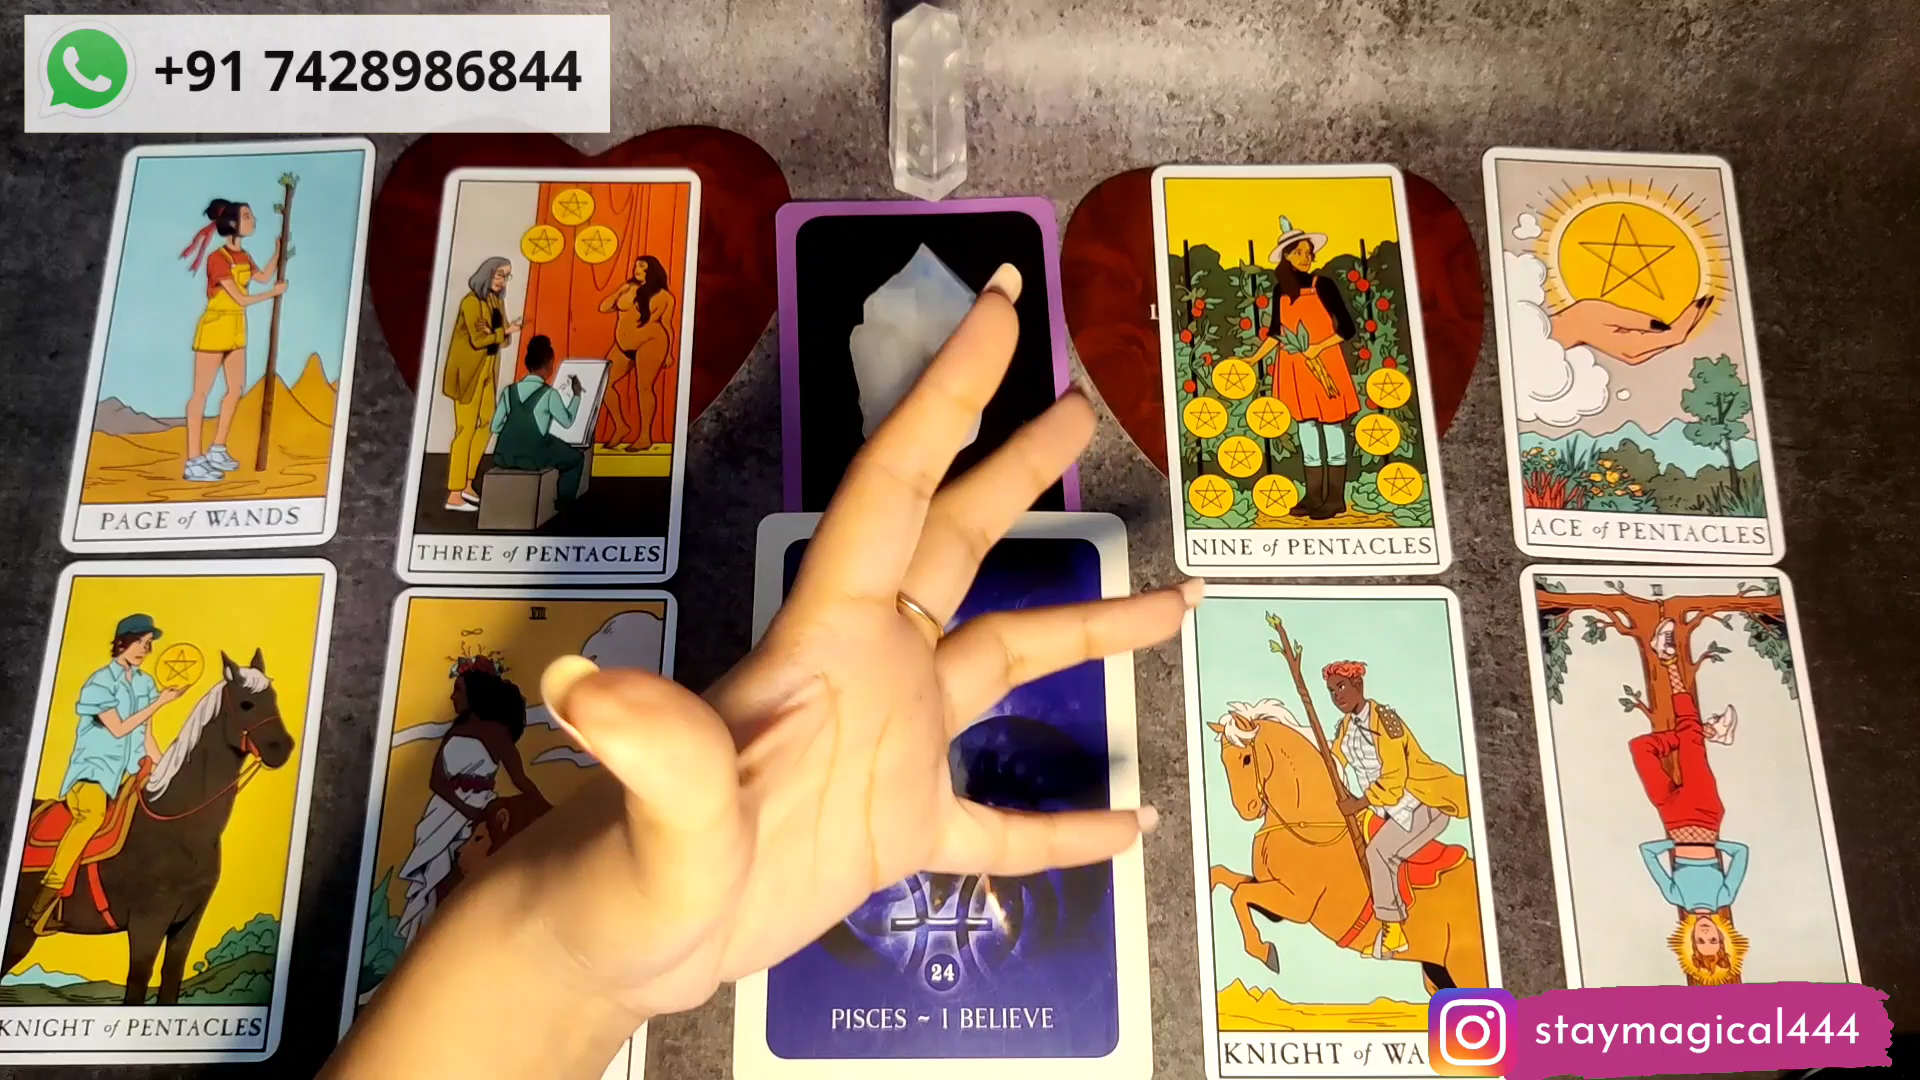 +91 7428986844
PAGE of WANDS
THREE of PENTACLES
NINE of PENTACLES
ACE of PENTACLES
VIII
KNIGHT of PENTACLES
24
PISCES ~ I BELIEVE
KNIGHT of WA
staymagical444